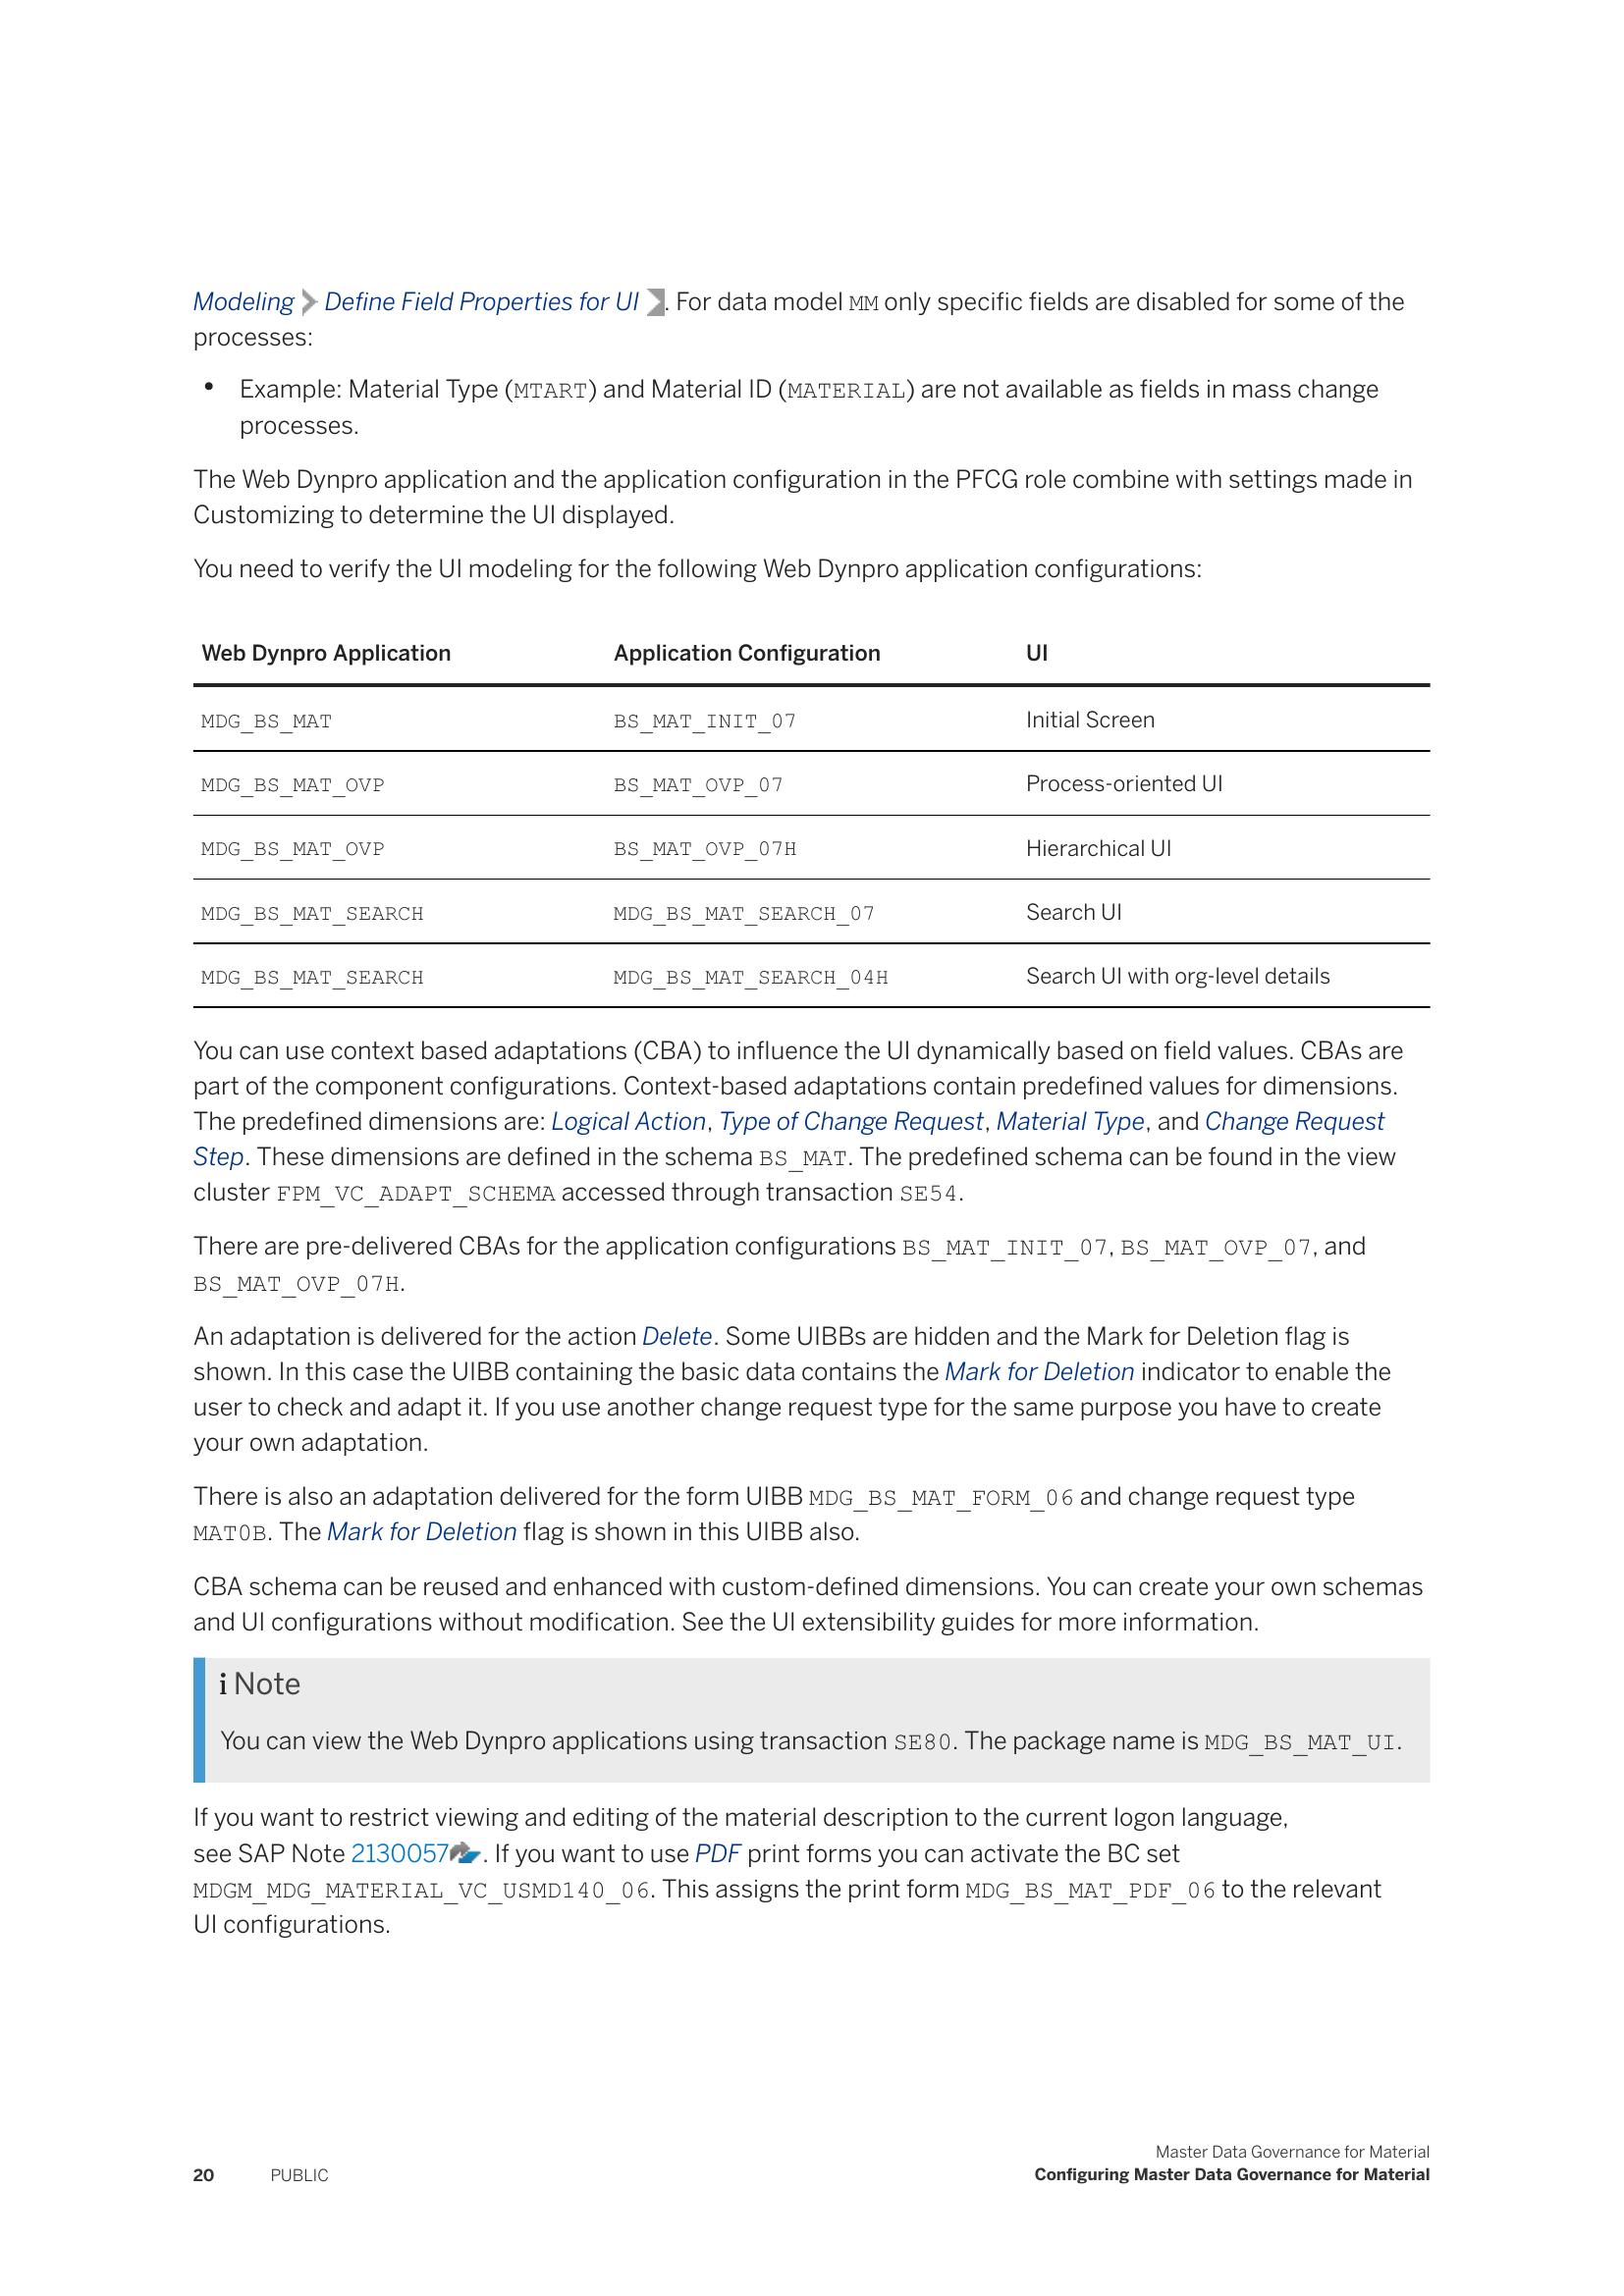 Modeling Define Field Properties for UI . For data model MM only specific fields are disabled for some of the
processes:
• Example: Material Type (MTART) and Material ID (MATERIAL) are not available as fields in mass change
processes.
The Web Dynpro application and the application configuration in the PFCG role combine with settings made in
Customizing to determine the UI displayed.
You need to verify the UI modeling for the following Web Dynpro application configurations:
Web Dynpro Application Application Configuration UI
MDG_BS_MAT BS_MAT_INIT_07 Initial Screen
MDG_BS_MAT_OVP BS_MAT_OVP_07 Process-oriented UI
MDG_BS_MAT_OVP BS_MAT_OVP_07H Hierarchical UI
MDG_BS_MAT_SEARCH MDG_BS_MAT_SEARCH_07 Search UI
MDG_BS_MAT_SEARCH MDG_BS_MAT_SEARCH_04H Search UI with org-level details
You can use context based adaptations (CBA) to influence the UI dynamically based on field values. CBAs are
part of the component configurations. Context-based adaptations contain predefined values for dimensions.
The predefined dimensions are: Logical Action, Type of Change Request, Material Type, and Change Request
Step. These dimensions are defined in the schema BS_MAT. The predefined schema can be found in the view
cluster FPM_VC_ADAPT_SCHEMA accessed through transaction SE54.
There are pre-delivered CBAs for the application configurations BS_MAT_INIT_07, BS_MAT_OVP_07, and
BS_MAT_OVP_07H.
An adaptation is delivered for the action Delete. Some UIBBs are hidden and the Mark for Deletion flag is
shown. In this case the UIBB containing the basic data contains the Mark for Deletion indicator to enable the
user to check and adapt it. If you use another change request type for the same purpose you have to create
your own adaptation.
There is also an adaptation delivered for the form UIBB MDG_BS_MAT_FORM_06 and change request type
MAT0B. The Mark for Deletion flag is shown in this UIBB also.
CBA schema can be reused and enhanced with custom-defined dimensions. You can create your own schemas
and UI configurations without modification. See the UI extensibility guides for more information.
i Note
You can view the Web Dynpro applications using transaction SE80. The package name is MDG_BS_MAT_UI.
If you want to restrict viewing and editing of the material description to the current logon language,
see SAP Note 2130057 . If you want to use PDF print forms you can activate the BC set
MDGM_MDG_MATERIAL_VC_USMD140_06. This assigns the print form MDG_BS_MAT_PDF_06 to the relevant
UI configurations.
Master Data Governance for Material
20 PUBLIC Configuring Master Data Governance for Material